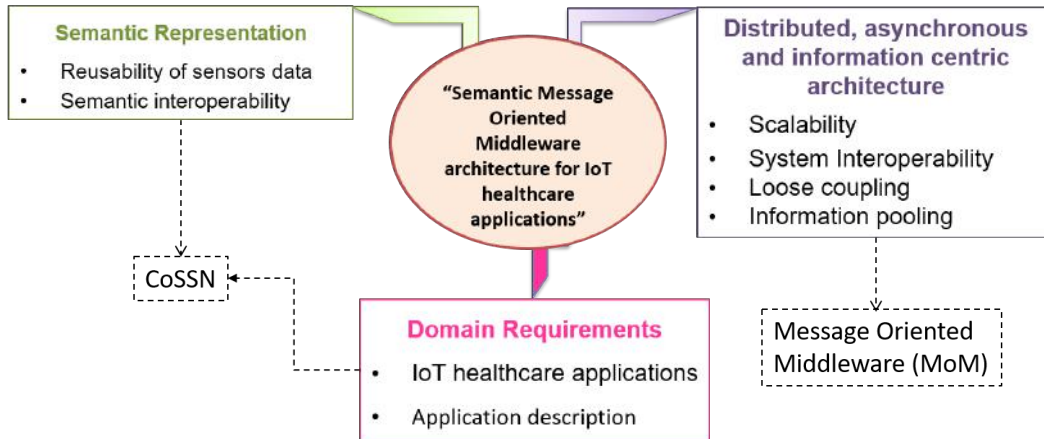 Semantic Representation
• Reusability of sensors data
• Semantic interoperability
“Semantic Message
Oriented
Middleware
architecture for IoT
healthcare
applications”
Distributed, asynchronous
and information centric
architecture
• Scalability
• System Interoperability
• Loose coupling
• Information pooling
CoSSN
Domain Requirements
• IoT healthcare applications
• Application description
Message Oriented
Middleware (MoM)